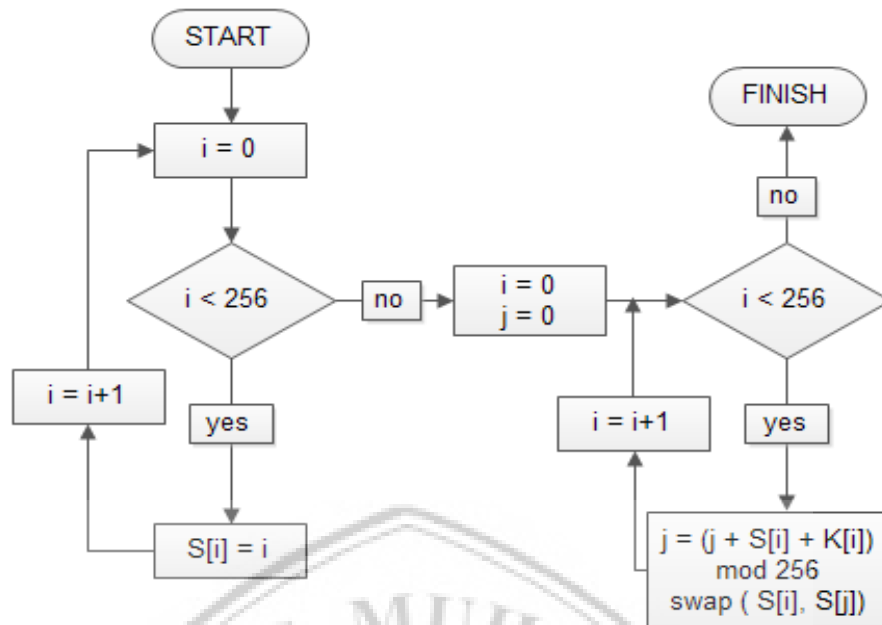 START
i = 0
i < 256
yes
S[i] = i
i = i+1
no
i = 0
j = 0
i < 256
no
FINISH
yes
j = (j + S[i] + K[i])
mod 256
swap ( S[i], S[j])
i = i+1